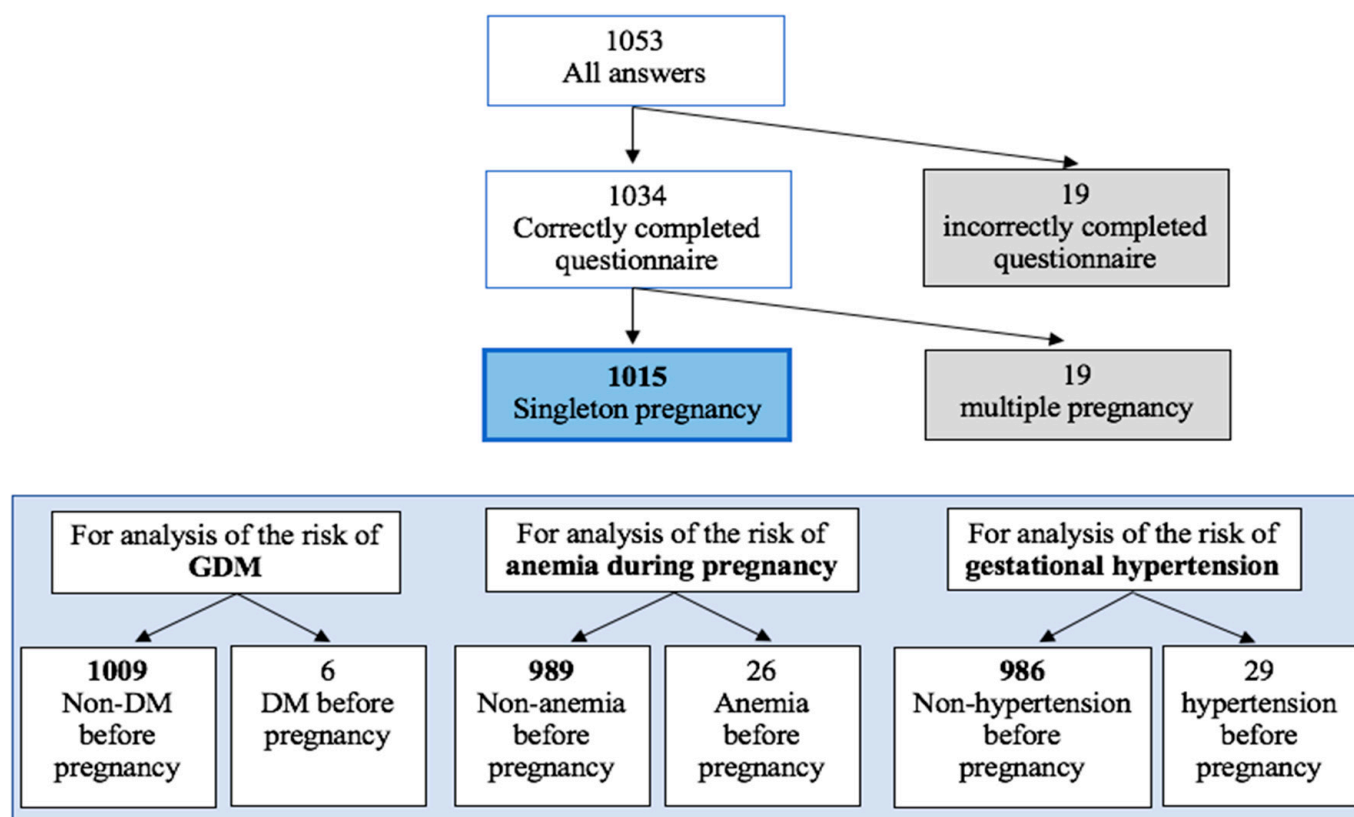 1053
All answers
1034
Correctly completed
questionnaire
19
incorrectly completed
questionnaire
1015
Singleton pregnancy
19
multiple pregnancy
For analysis of the risk of
GDM
For analysis of the risk of
anemia during pregnancy
For analysis of the risk of
gestational hypertension
1009
Non-DM
before
pregnancy
6
DM before
pregnancy
989
Non-anemia
before
pregnancy
26
Anemia
before
pregnancy
986
Non-hypertension
before
pregnancy
29
hypertension
before
pregnancy